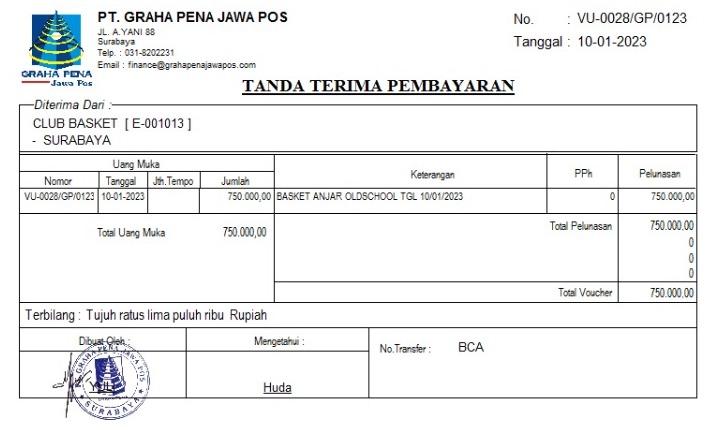 PT. GRAHA PENA JAWA POS
JL. A.YANI 88
Surabaya
Telp. : 031-8202231
Email : finance@grahapenajawapos.com
GRAHA PENA
Jawa Pos
No. : VU-0028/GP/0123
Tanggal : 10-01-2023
TANDA TERIMA PEMBAYARAN
Diterima Dari :
CLUB BASKET [ E-001013 ]
- SURABAYA
Uang Muka Keterangan PPh Pelunasan
Nomor Tanggal Jth.Tempo Jumlah
VU-0028/GP/0123 10-01-2023 750.000,00 BASKET ANJAR OLDSCHOOL TGL 10/01/2023 0 750.000,00
Total Uang Muka 750.000,00 Total Pelunasan 750.000,00
0
0
0
Total Voucher 750.000,00
Terbilang : Tujuh ratus lima puluh ribu Rupiah
Dibuat Oleh : Mengetahui : No.Transfer : BCA
GRAHA PENA JAWA POS
SURABAYA
Huda